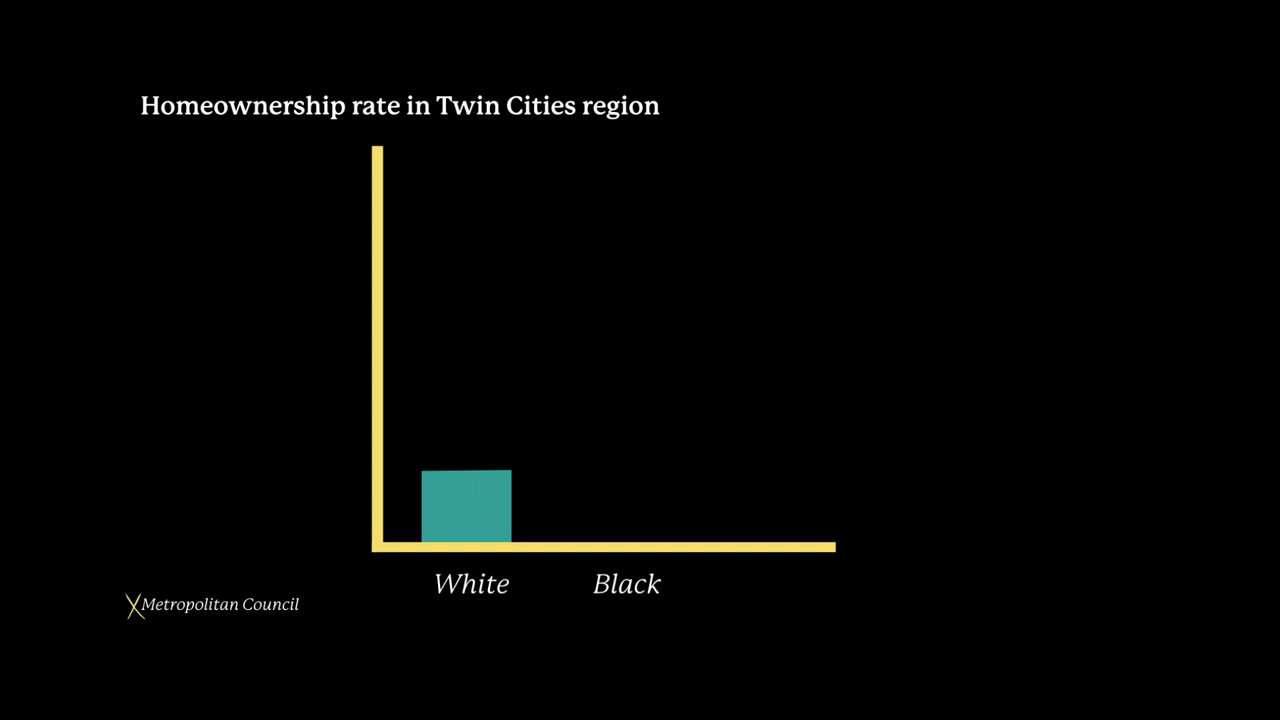 Homeownership rate in Twin Cities region
White Black
Metropolitan Council